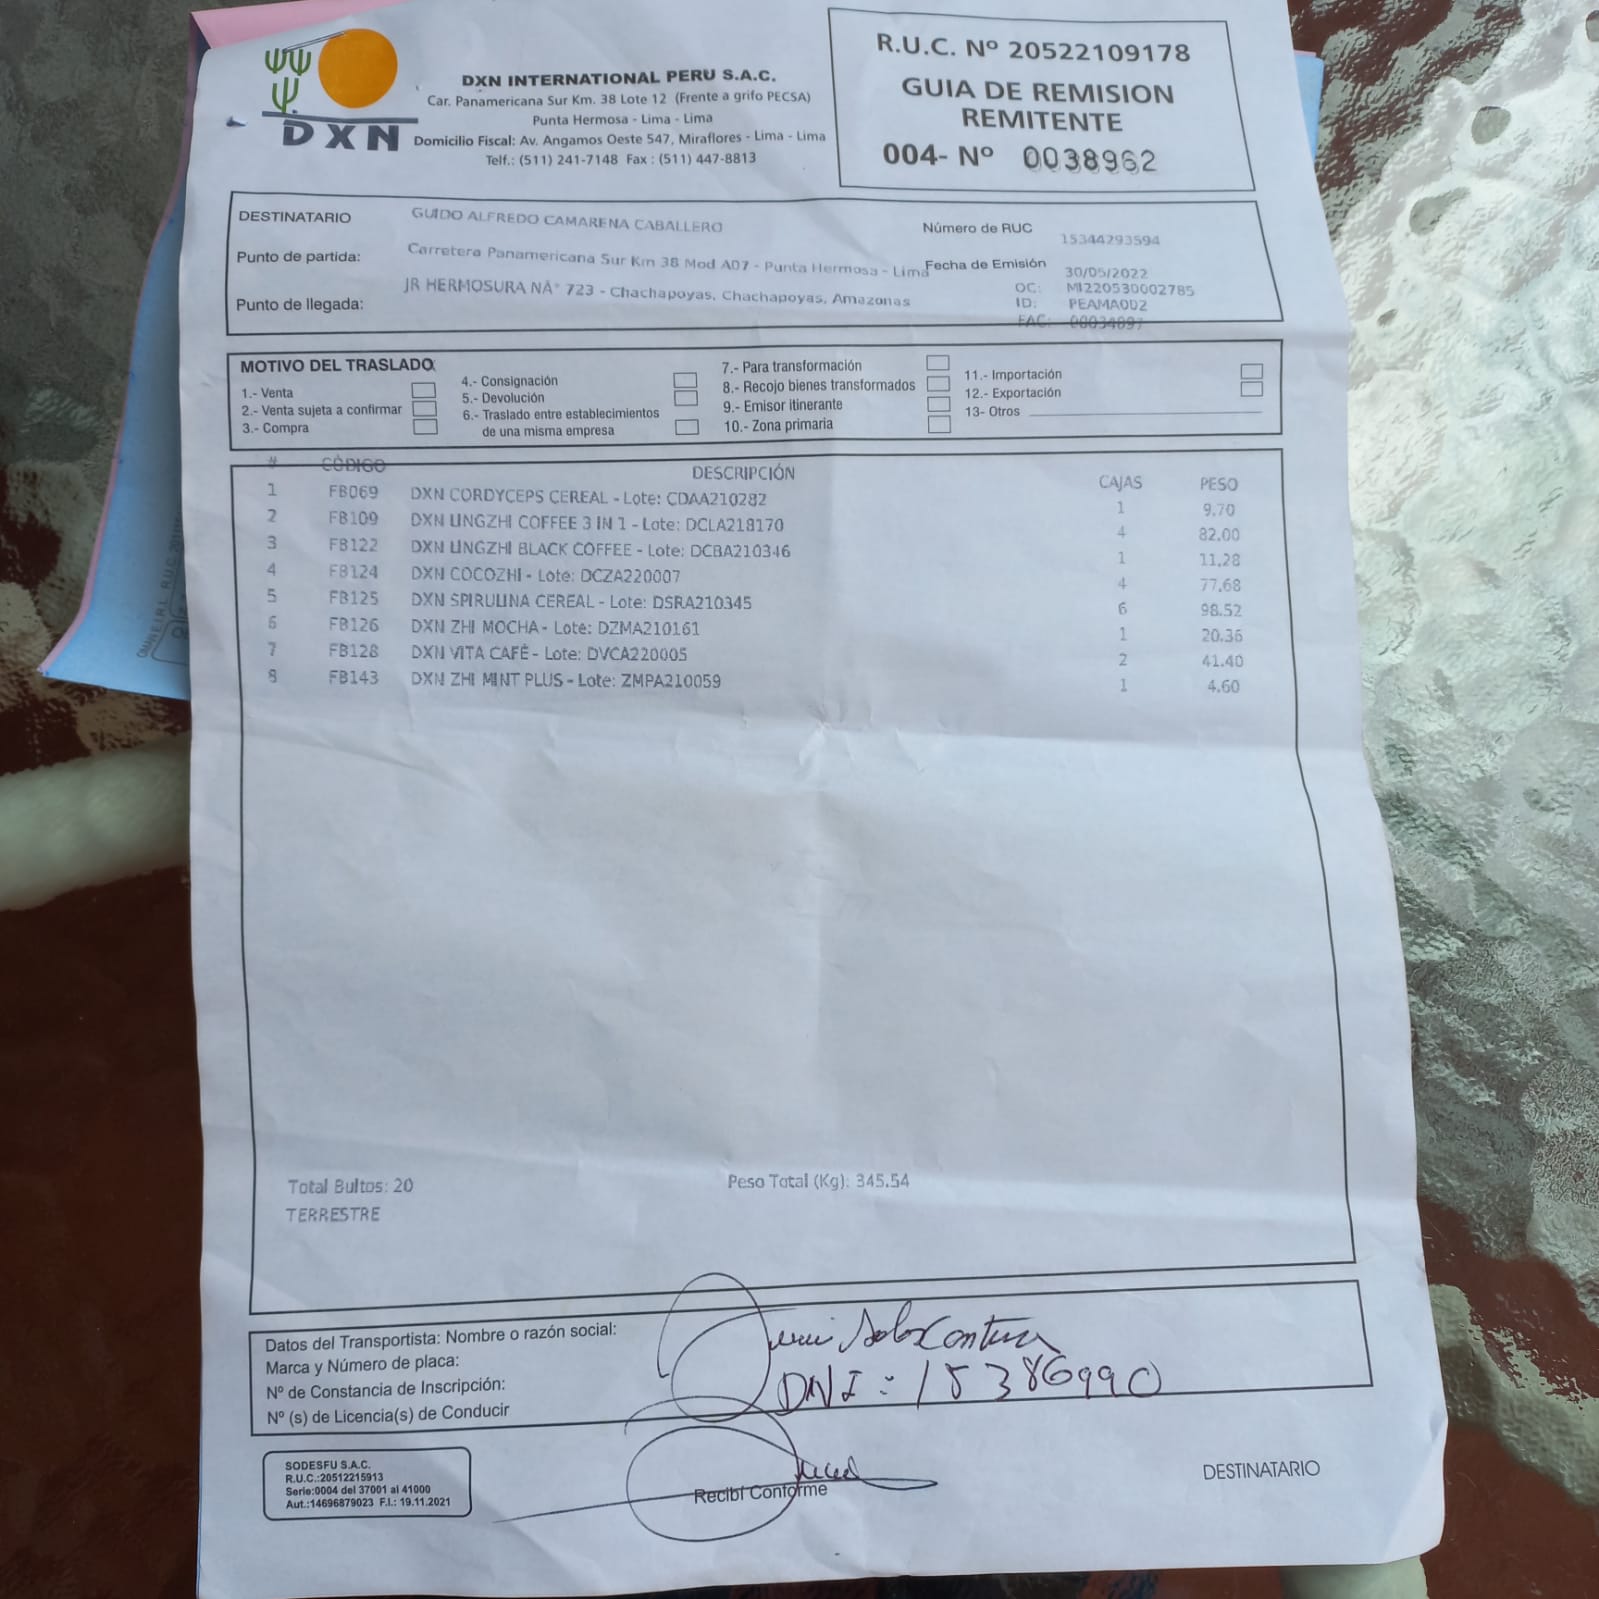 DXN
DXN INTERNATIONAL PERU S.A.C.
Car. Panamericana Sur Km. 38 Lote 12 (Frente a grifo PECSA)
Punta Hermosa - Lima - Lima
Domicilio Fiscal: Av. Angamos Oeste 547, Miraflores - Lima - Lima
Telf.: (511) 241-7148 Fax : (511) 447-8813
R.U.C. Nº 20522109178
GUIA DE REMISION
REMITENTE
004- Nº 0038962
DESTINATARIO GUIDO ALFREDO CAMARENA CABALLERO
Número de RUC 15344293594
Punto de partida: Carretera Panamericana Sur Km 38 Mod A07 - Punta Hermosa - Lima
Fecha de Emisión 30/05/2022
Punto de llegada: JR HERMOSURA NÂ° 723 - Chachapoyas, Chachapoyas, Amazonas
OC: MI220530002785
ID: PEAMA002
FAC: 00034897
MOTIVO DEL TRASLADO
1.- Venta
2.- Venta sujeta a confirmar
3.- Compra
4.- Consignación
5.- Devolución
6.- Traslado entre establecimientos
de una misma empresa
7.- Para transformación
8.- Recojo bienes transformados
9.- Emisor itinerante
10.- Zona primaria
11.- Importación
12.- Exportación
13- Otros
# CÓDIGO DESCRIPCIÓN CAJAS PESO
1 FB069 DXN CORDYCEPS CEREAL - Lote: CDAA210282 1 9.70
2 FB109 DXN LINGZHI COFFEE 3 IN 1 - Lote: DCLA218170 4 82.00
3 FB122 DXN LINGZHI BLACK COFFEE - Lote: DCBA210346 1 11.28
4 FB124 DXN COCOZHI - Lote: DCZA220007 4 77.68
5 FB125 DXN SPIRULINA CEREAL - Lote: DSRA210345 6 98.52
6 FB126 DXN ZHI MOCHA - Lote: DZMA210161 1 20.36
7 FB128 DXN VITA CAFÉ - Lote: DVCA220005 2 41.40
8 FB143 DXN ZHI MINT PLUS - Lote: ZMPA210059 1 4.60
Total Bultos: 20 Peso Total (Kg): 345.54
TERRESTRE
Datos del Transportista: Nombre o razón social:
Marca y Número de placa:
Nº de Constancia de Inscripción:
DNI: 15386990
Nº (s) de Licencia(s) de Conducir
SODESFU S.A.C.
R.U.C.:20512215913
Serie:0004 del 37001 al 41000
Aut.:14696879023 F.I.: 19.11.2021
Recibí Conforme
DESTINATARIO